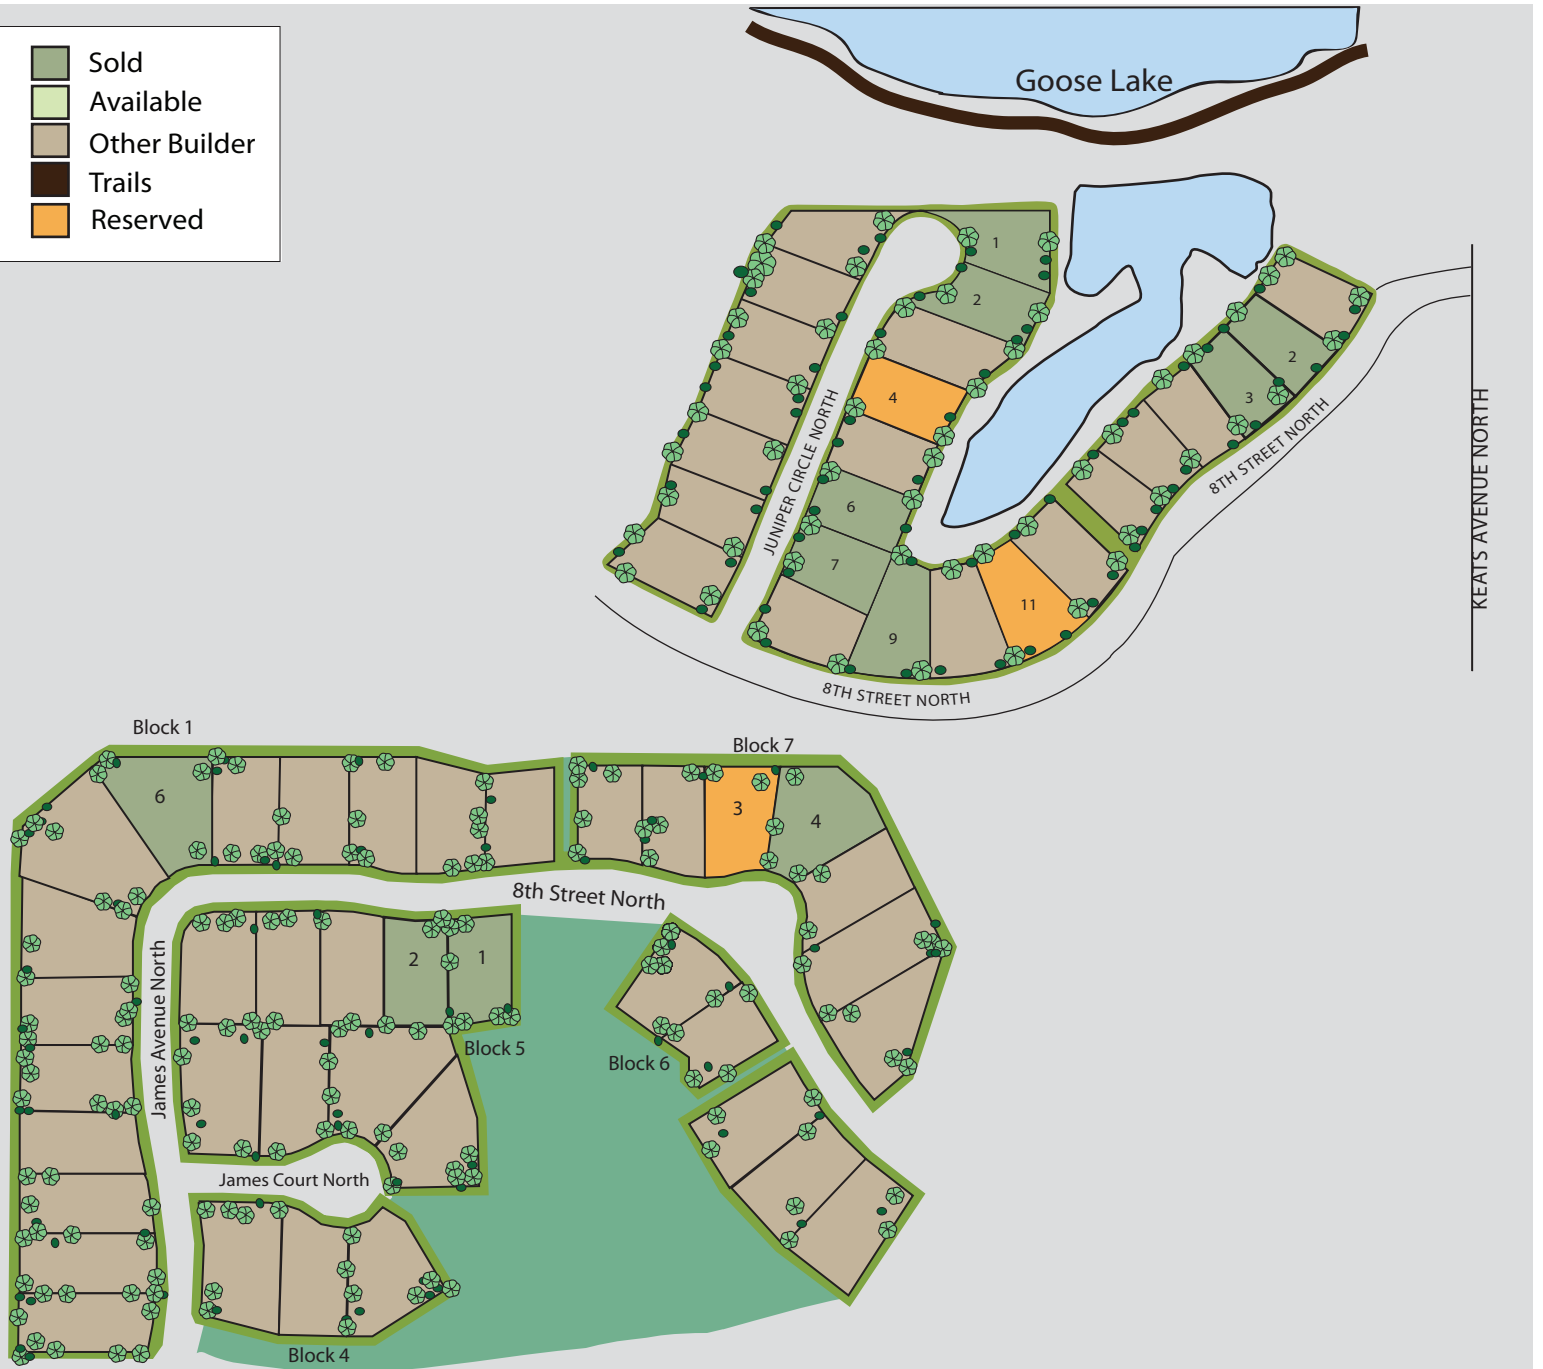 Sold
Available
Other Builder
Trails
Reserved
Goose Lake
1
2
4
6
7
9
11
2
3
JUNIPER CIRCLE NORTH
8TH STREET NORTH
8TH STREET NORTH
KEATS AVENUE NORTH
Block 1
6
Block 7
3
4
8th Street North
James Avenue North
2
1
Block 5
Block 6
James Court North
Block 4